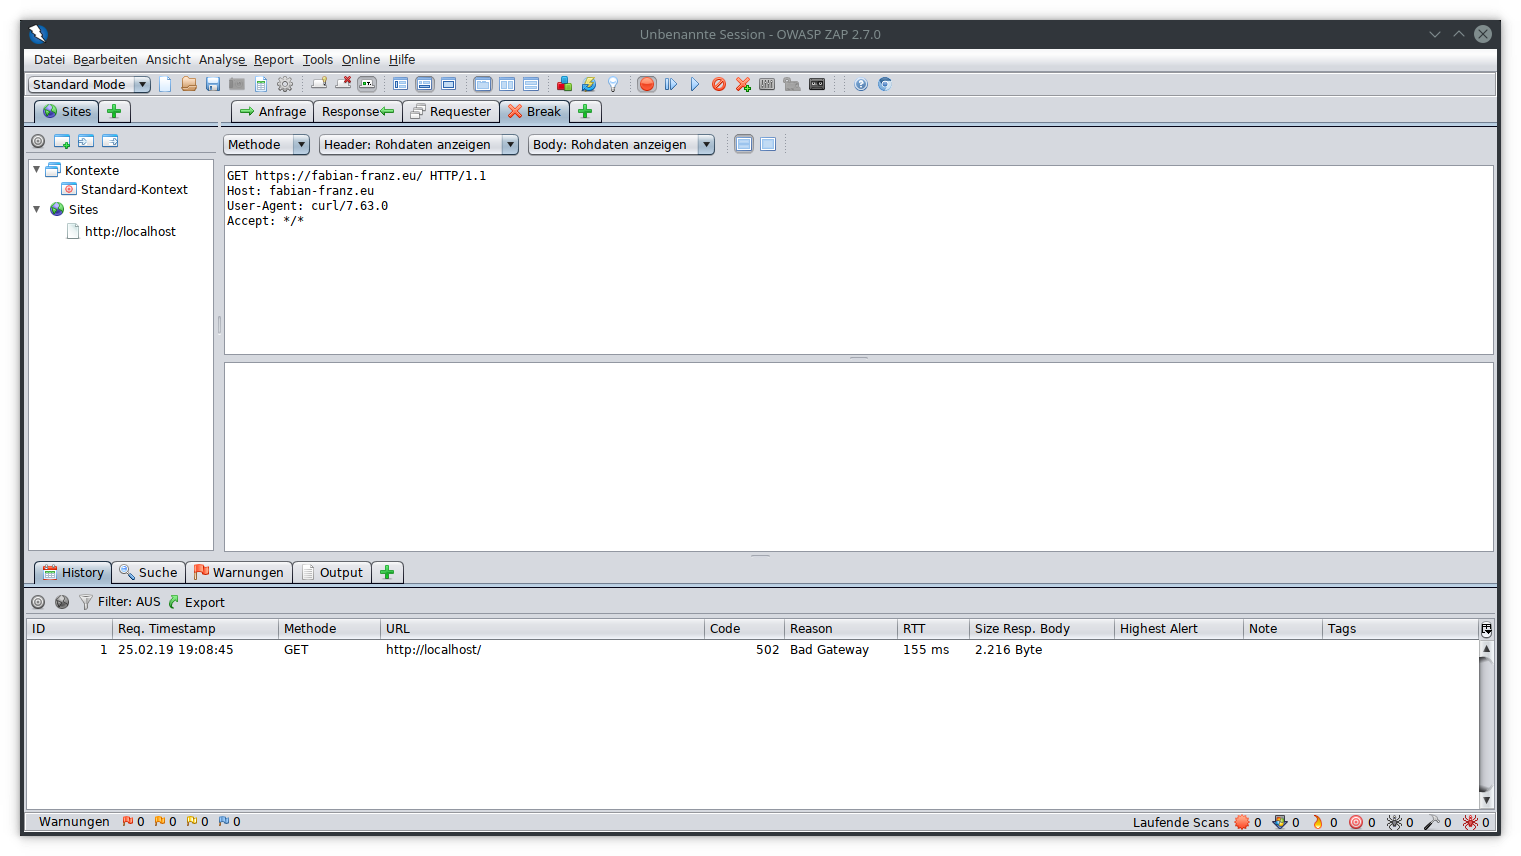 Unbenannte Session - OWASP ZAP 2.7.0
Datei Bearbeiten Ansicht Analyse Report Tools Online Hilfe
Standard Mode
Sites
Anfrage Response Requester Break
Methode Header: Rohdaten anzeigen Body: Rohdaten anzeigen
Kontexte
Standard-Kontext
Sites
http://localhost
GET https://fabian-franz.eu/ HTTP/1.1
Host: fabian-franz.eu
User-Agent: curl/7.63.0
Accept: */*
History Suche Warnungen Output
Filter: AUS Export
ID Req. Timestamp Methode URL Code Reason RTT Size Resp. Body Highest Alert Note Tags
1 25.02.19 19:08:45 GET http://localhost/ 502 Bad Gateway 155 ms 2.216 Byte
Warnungen 0 0 0 0 Laufende Scans 0 0 0 0 0 0 0